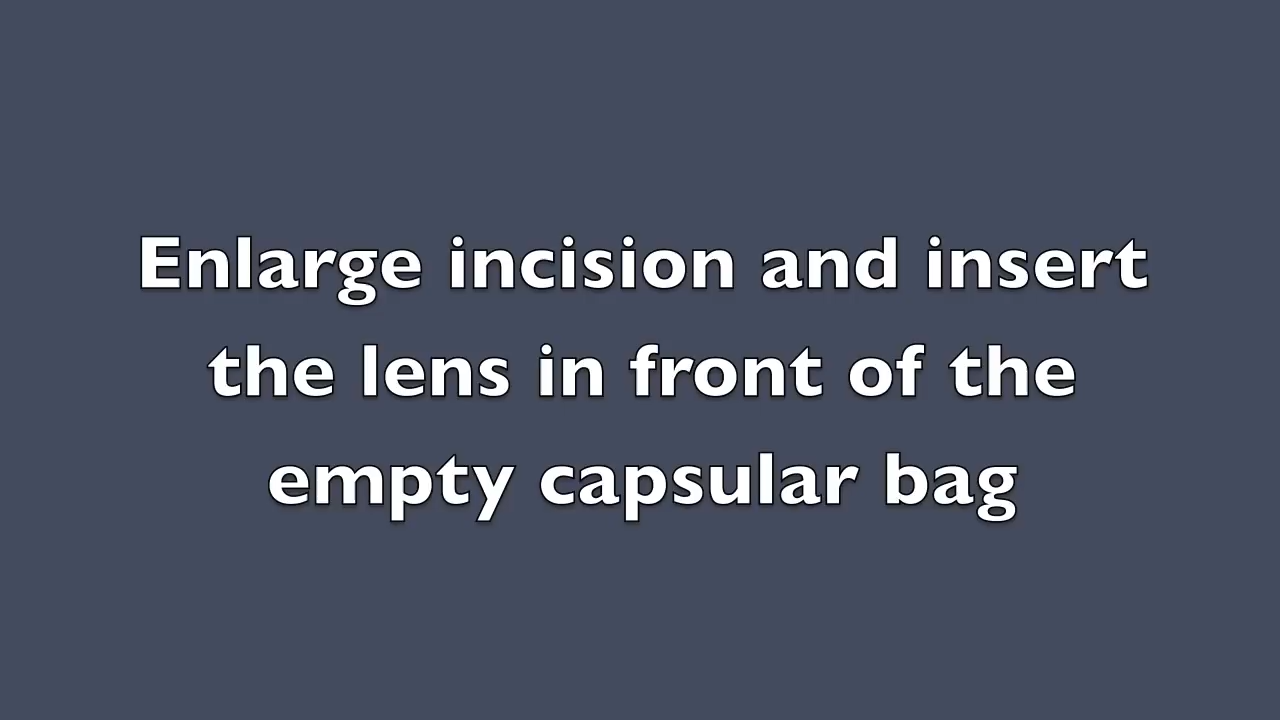 Enlarge incision and insert
the lens in front of the
empty capsular bag